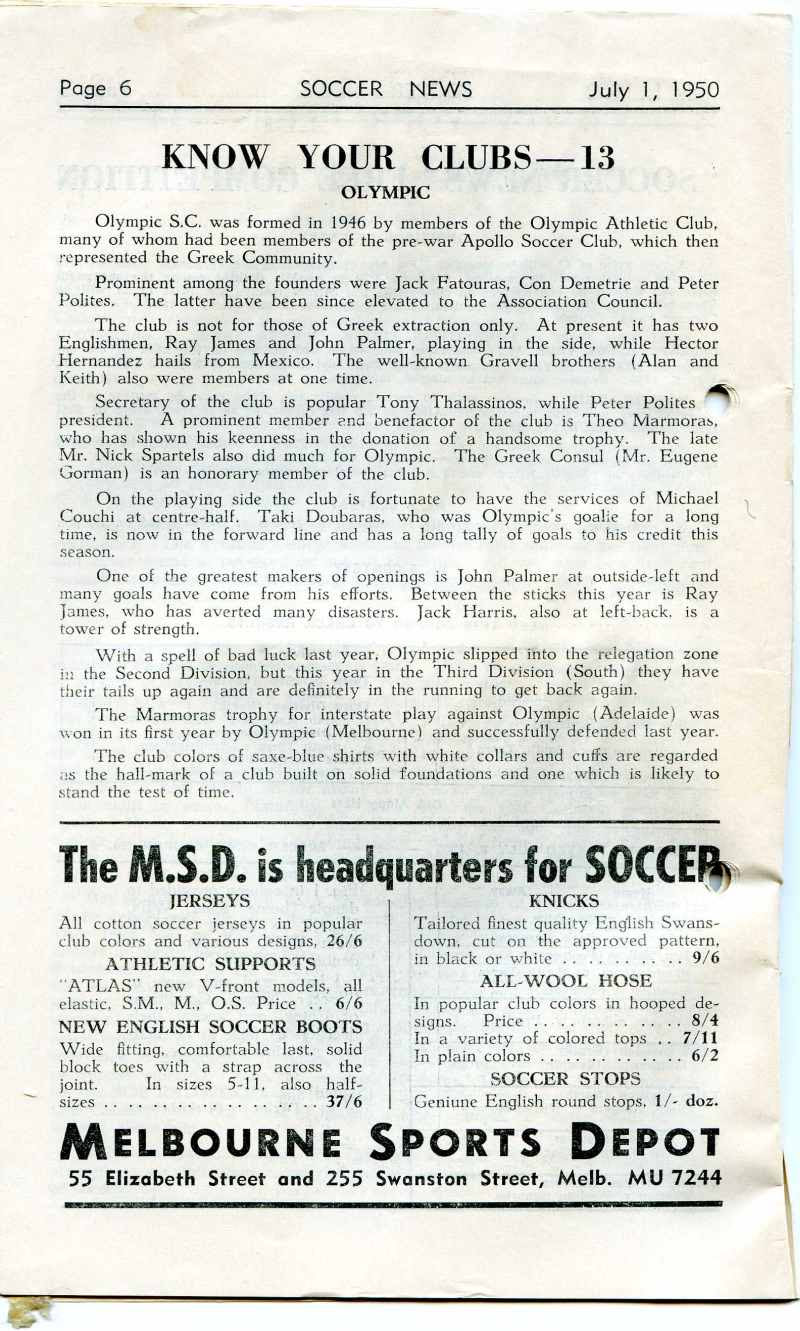 Page 6 SOCCER NEWS July 1, 1950
KNOW YOUR CLUBS—13
OLYMPIC
Olympic S.C. was formed in 1946 by members of the Olympic Athletic Club,
many of whom had been members of the pre-war Apollo Soccer Club, which then
represented the Greek Community.
Prominent among the founders were Jack Fatouras, Con Demetrie and Peter
Polites. The latter have been since elevated to the Association Council.
The club is not for those of Greek extraction only. At present it has two
Englishmen, Ray James and John Palmer, playing in the side, while Hector
Hernandez hails from Mexico. The well-known Gravell brothers (Alan and
Keith) also were members at one time.
Secretary of the club is popular Tony Thalassinos, while Peter Polites
president. A prominent member and benefactor of the club is Theo Marmoras,
who has shown his keenness in the donation of a handsome trophy. The late
Mr. Nick Spartels also did much for Olympic. The Greek Consul (Mr. Eugene
Gorman) is an honorary member of the club.
On the playing side the club is fortunate to have the services of Michael
Couchi at centre-half. Taki Doubaras, who was Olympic's goalie for a long
time, is now in the forward line and has a long tally of goals to his credit this
season.
One of the greatest makers of openings is John Palmer at outside-left and
many goals have come from his efforts. Between the sticks this year is Ray
James, who has averted many disasters. Jack Harris, also at left-back, is a
tower of strength.
With a spell of bad luck last year, Olympic slipped into the relegation zone
in the Second Division, but this year in the Third Division (South) they have
their tails up again and are definitely in the running to get back again.
The Marmoras trophy for interstate play against Olympic (Adelaide) was
won in its first year by Olympic (Melbourne) and successfully defended last year.
The club colors of saxe-blue shirts with white collars and cuffs are regarded
as the hall-mark of a club built on solid foundations and one which is likely to
stand the test of time.
The M.S.D. is headquarters for SOCCER
JERSEYS
All cotton soccer jerseys in popular
club colors and various designs, 26/6
ATHLETIC SUPPORTS
"ATLAS" new V-front models, all
elastic, S.M., M., O.S. Price .. 6/6
NEW ENGLISH SOCCER BOOTS
Wide fitting, comfortable last, solid
block toes with a strap across the
joint. In sizes 5-11, also half-
sizes .................. 37/6
KNICKS
Tailored finest quality English Swans-
down, cut on the approved pattern,
in black or white .......... 9/6
ALL-WOOL HOSE
In popular club colors in hooped de-
signs. Price ............ 8/4
In a variety of colored tops .. 7/11
In plain colors ............ 6/2
SOCCER STOPS
Geniune English round stops, 1/- doz.
MELBOURNE SPORTS DEPOT
55 Elizabeth Street and 255 Swanston Street, Melb. MU 7244